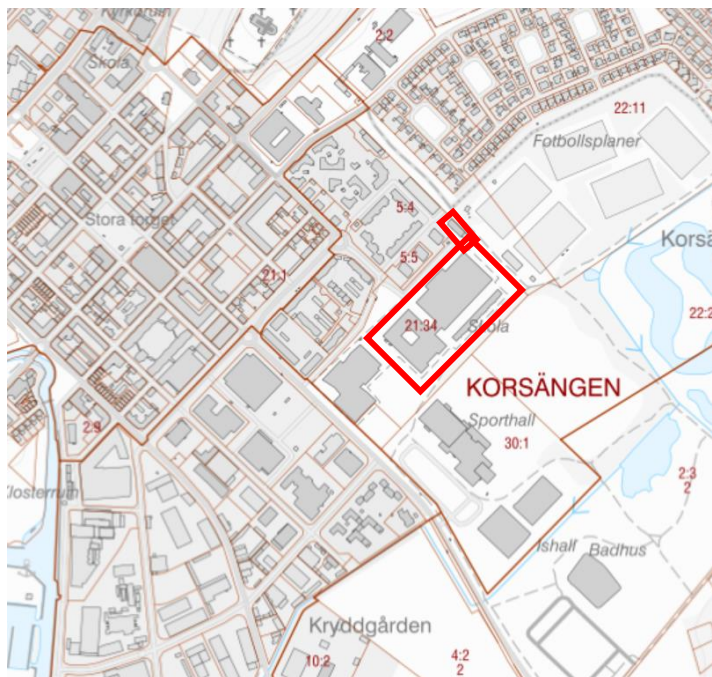 Skola
2:2
22:11
Fotbollsplaner
5:4
Stora torget
5:5
Korsä
21:1
22:2
21:34
Skola
KORSÄNGEN
Sporthall
2:9
30:1
2:3
2
Klosterruin
Ishall
Badhus
Kryddgården
10:2
4:2
2